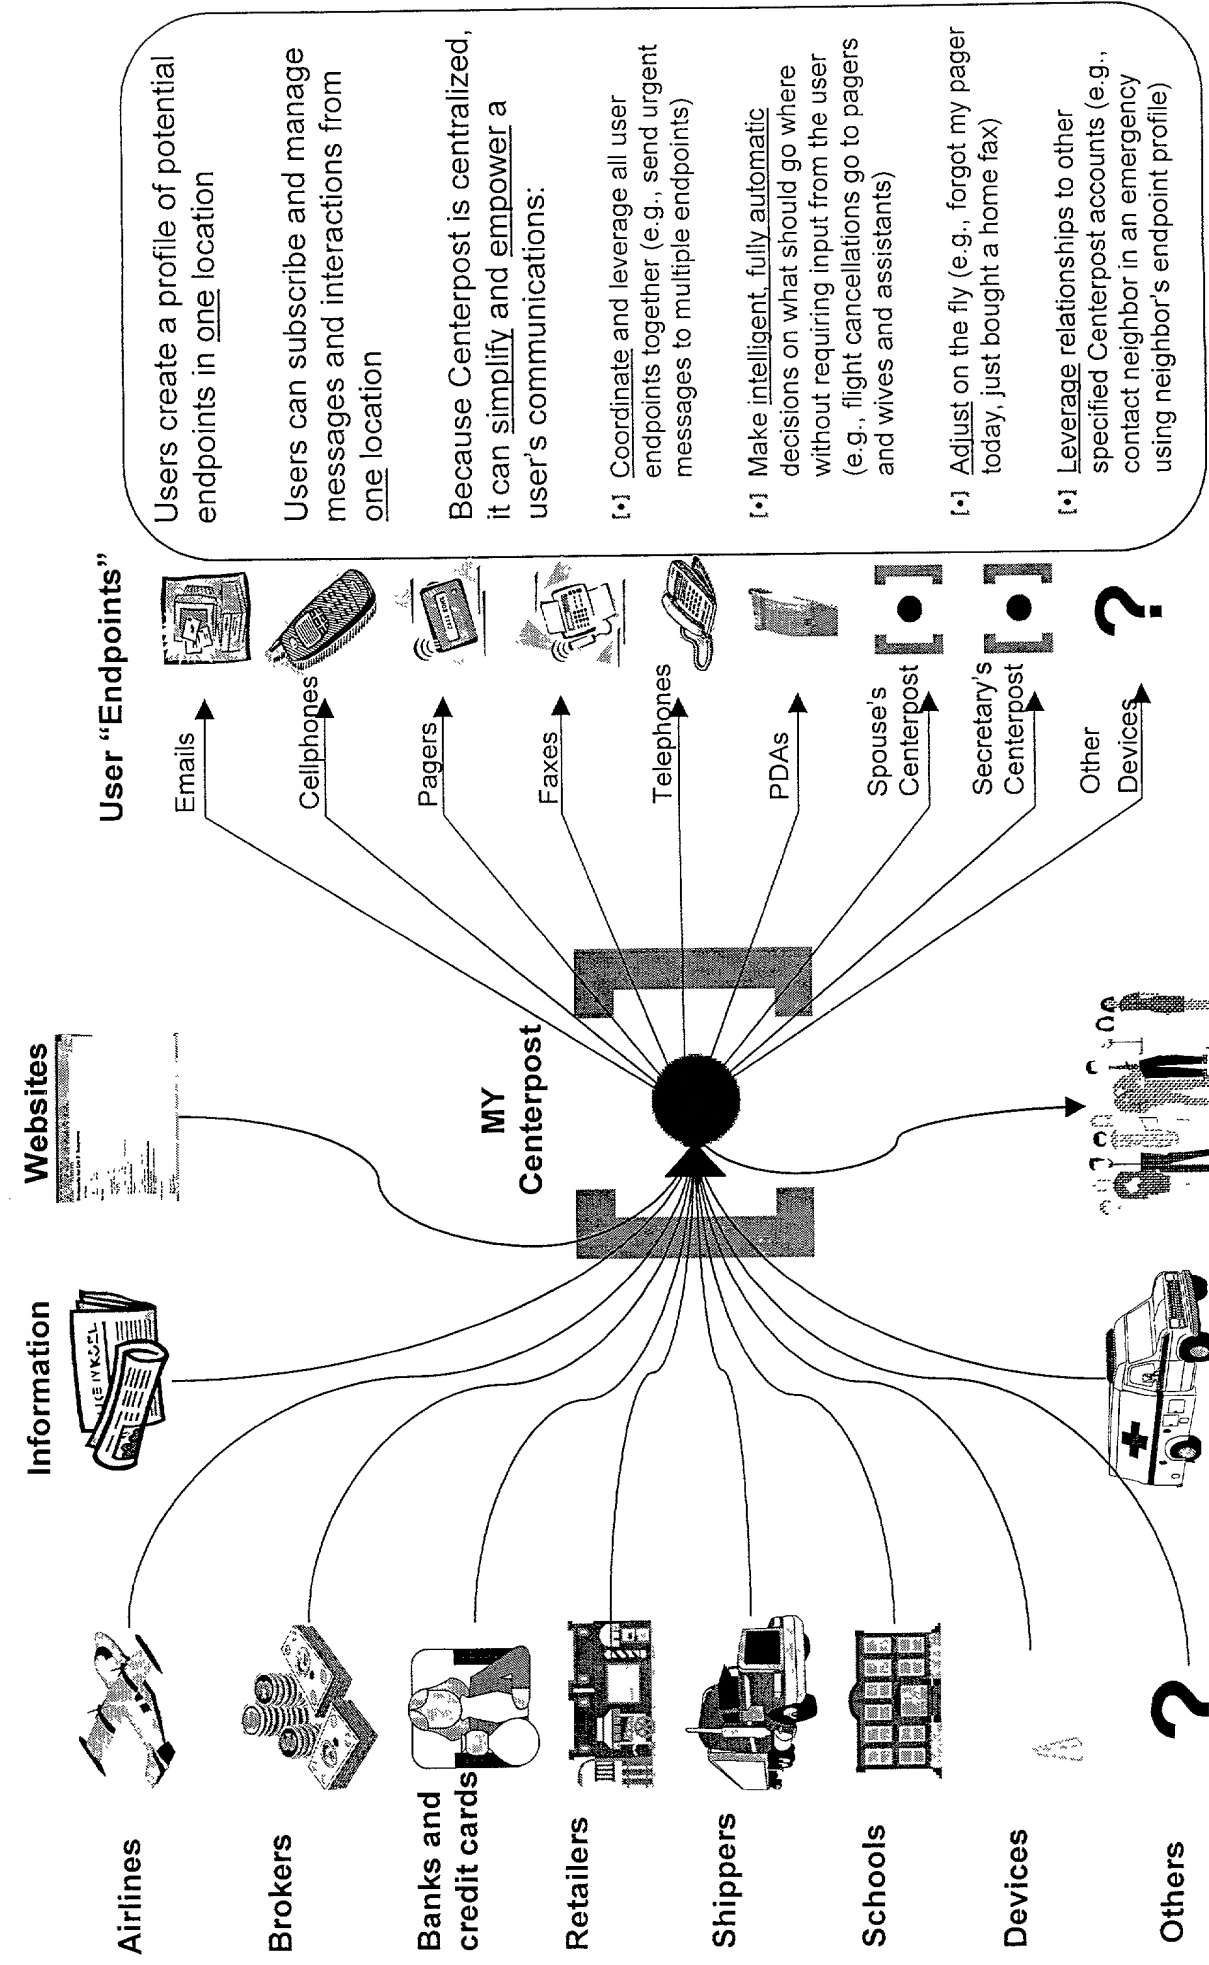 Airlines
Brokers
Banks and
credit cards
Retailers
Shippers
Schools
Devices
Others
Information
Websites
MY
Centerpost
User “Endpoints”
Emails
Cellphones
Pagers
Faxes
Telephones
PDAs
Spouse's
Centerpost
Secretary's
Centerpost
Other
Devices
?
?
Users create a profile of potential
endpoints in one location
Users can subscribe and manage
messages and interactions from
one location
Because Centerpost is centralized,
it can simplify and empower a
user's communications:
[•] Coordinate and leverage all user
endpoints together (e.g., send urgent
messages to multiple endpoints)
[•] Make intelligent, fully automatic
decisions on what should go where
without requiring input from the user
(e.g., flight cancellations go to pagers
and wives and assistants)
[•] Adjust on the fly (e.g., forgot my pager
today, just bought a home fax)
[•] Leverage relationships to other
specified Centerpost accounts (e.g.,
contact neighbor in an emergency
using neighbor's endpoint profile)